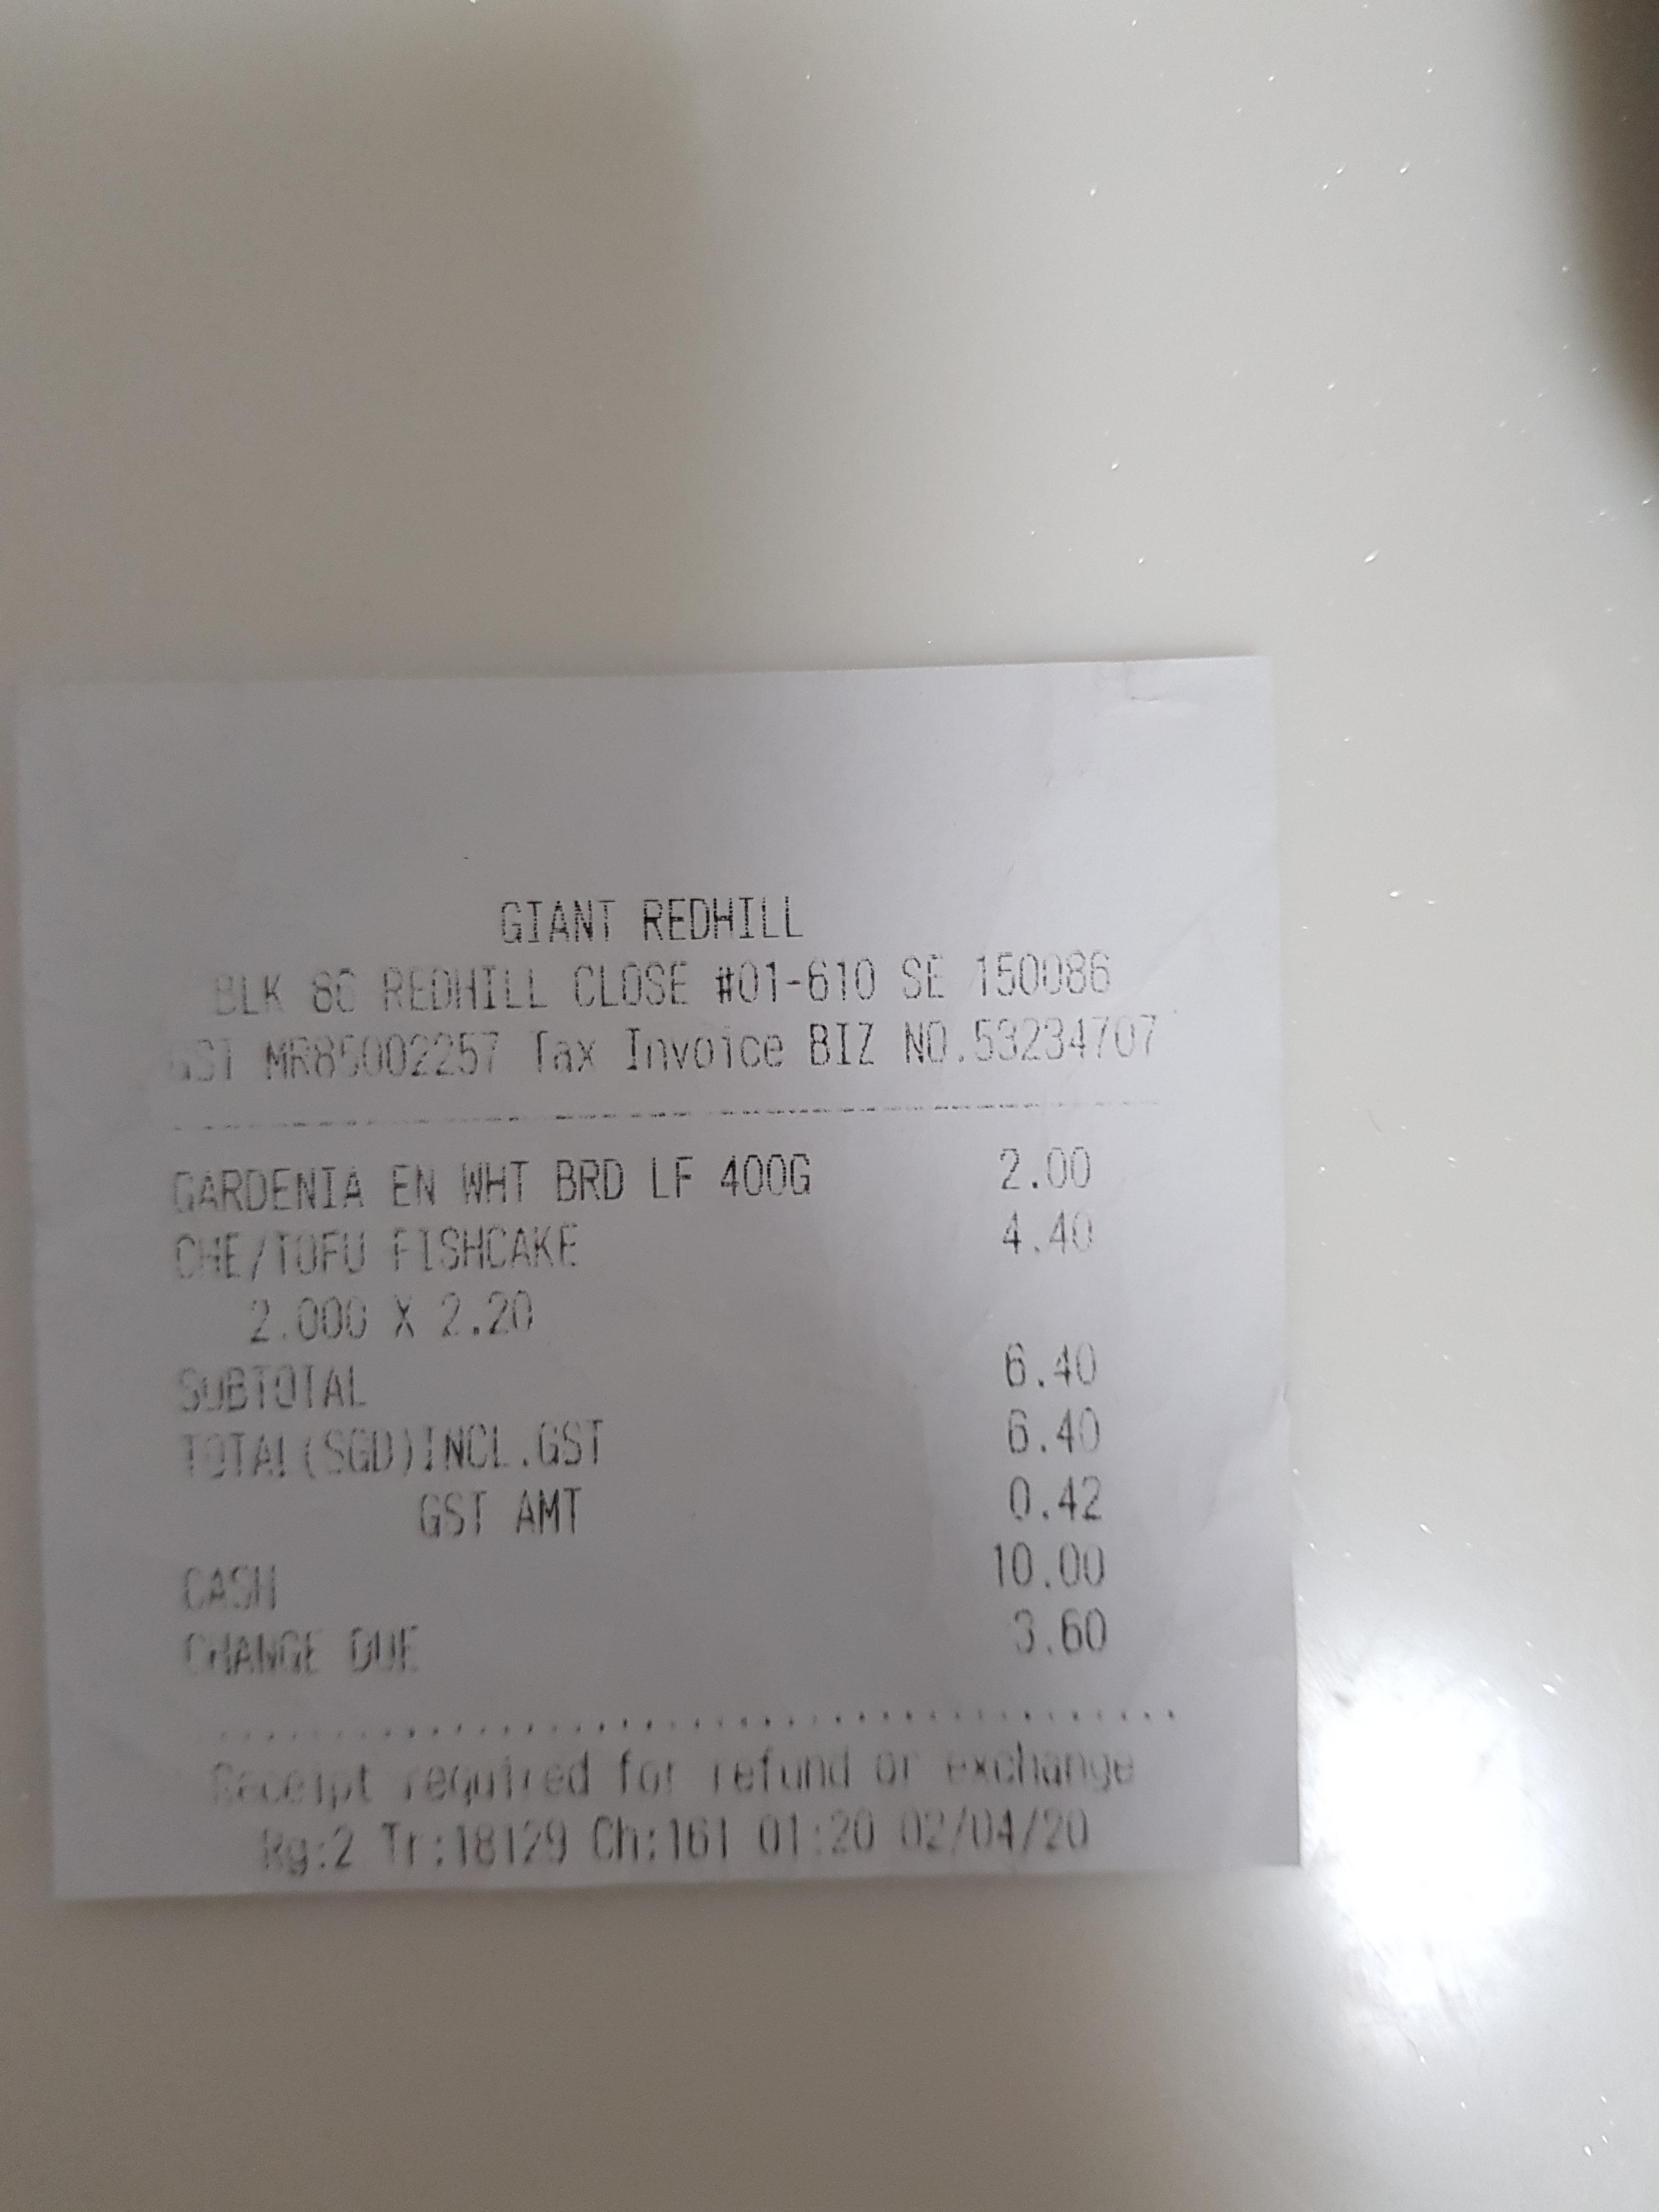 GIANT REDHILL
BLK 86 REDHILL CLOSE #01-610 SE 150086
GST MR85002257 Tax Invoice BIZ NO.53234707
GARDENIA EN WHT BRD LF 400G 2.00
CHE/TOFU FISHCAKE 4.40
2.000 X 2.20
SUBTOTAL 6.40
TOTAL(SGD)INCL.GST 6.40
GST AMT 0.42
CASH 10.00
CHANGE DUE 3.60
Receipt required for refund or exchange
Rg:2 Tr:18129 Ch:161 01:20 02/04/20